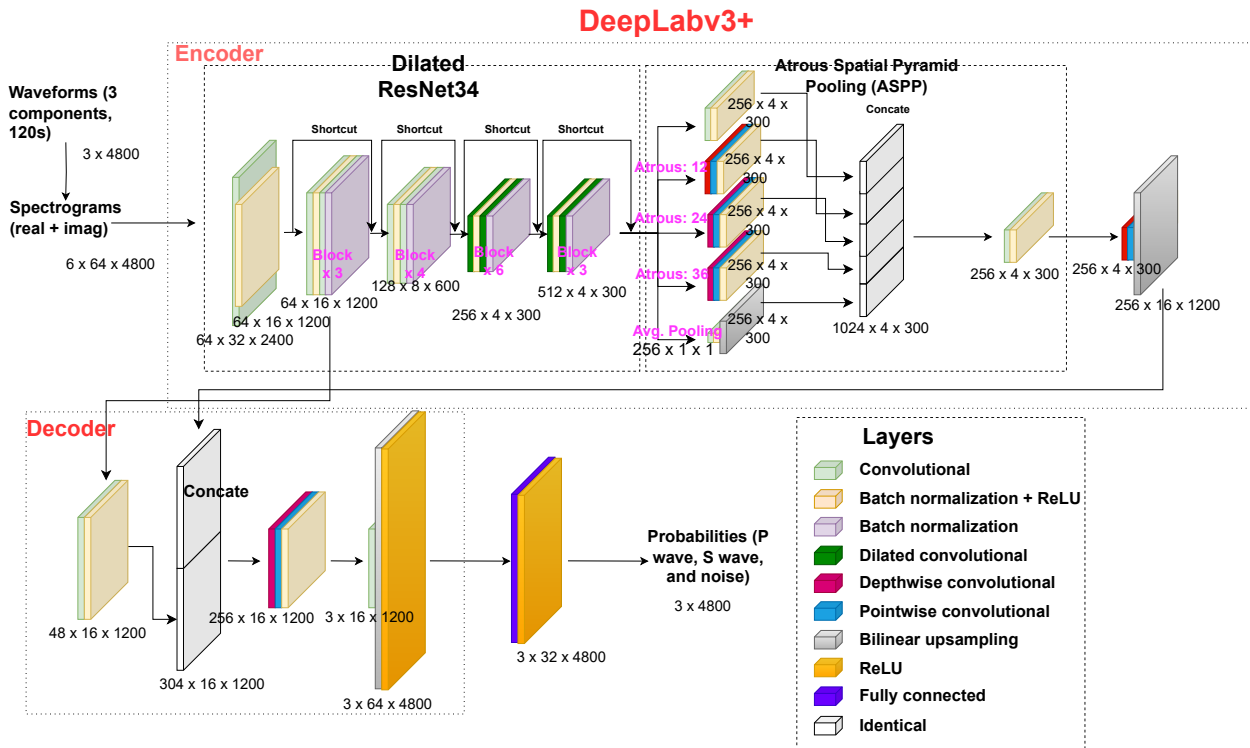 DeepLabv3+
Encoder
Waveforms (3
components,
120s)
3 x 4800
Spectrograms
(real + imag)
6 x 64 x 4800
Dilated
ResNet34
Shortcut
Shortcut
Shortcut
Shortcut
Block
x 3
Block
x 4
Block
x 6
Block
x 3
64 x 16 x 1200
64 x 32 x 2400
64 x 16 x 1200
128 x 8 x 600
256 x 4 x 300
512 x 4 x 300
Atrous Spatial Pyramid
Pooling (ASPP)
Concate
256 x 4 x
300
Atrous: 12
256 x 4 x
300
Atrous: 24
256 x 4 x
300
Atrous: 36
256 x 4 x
300
Avg. Pooling
256 x 1 x 1
256 x 4 x
300
1024 x 4 x 300
256 x 4 x 300
256 x 4 x 300
256 x 16 x 1200
Decoder
48 x 16 x 1200
Concate
304 x 16 x 1200
256 x 16 x 1200
3 x 16 x 1200
3 x 64 x 4800
3 x 32 x 4800
Probabilities (P
wave, S wave,
and noise)
3 x 4800
Layers
Convolutional
Batch normalization + ReLU
Batch normalization
Dilated convolutional
Depthwise convolutional
Pointwise convolutional
Bilinear upsampling
ReLU
Fully connected
Identical